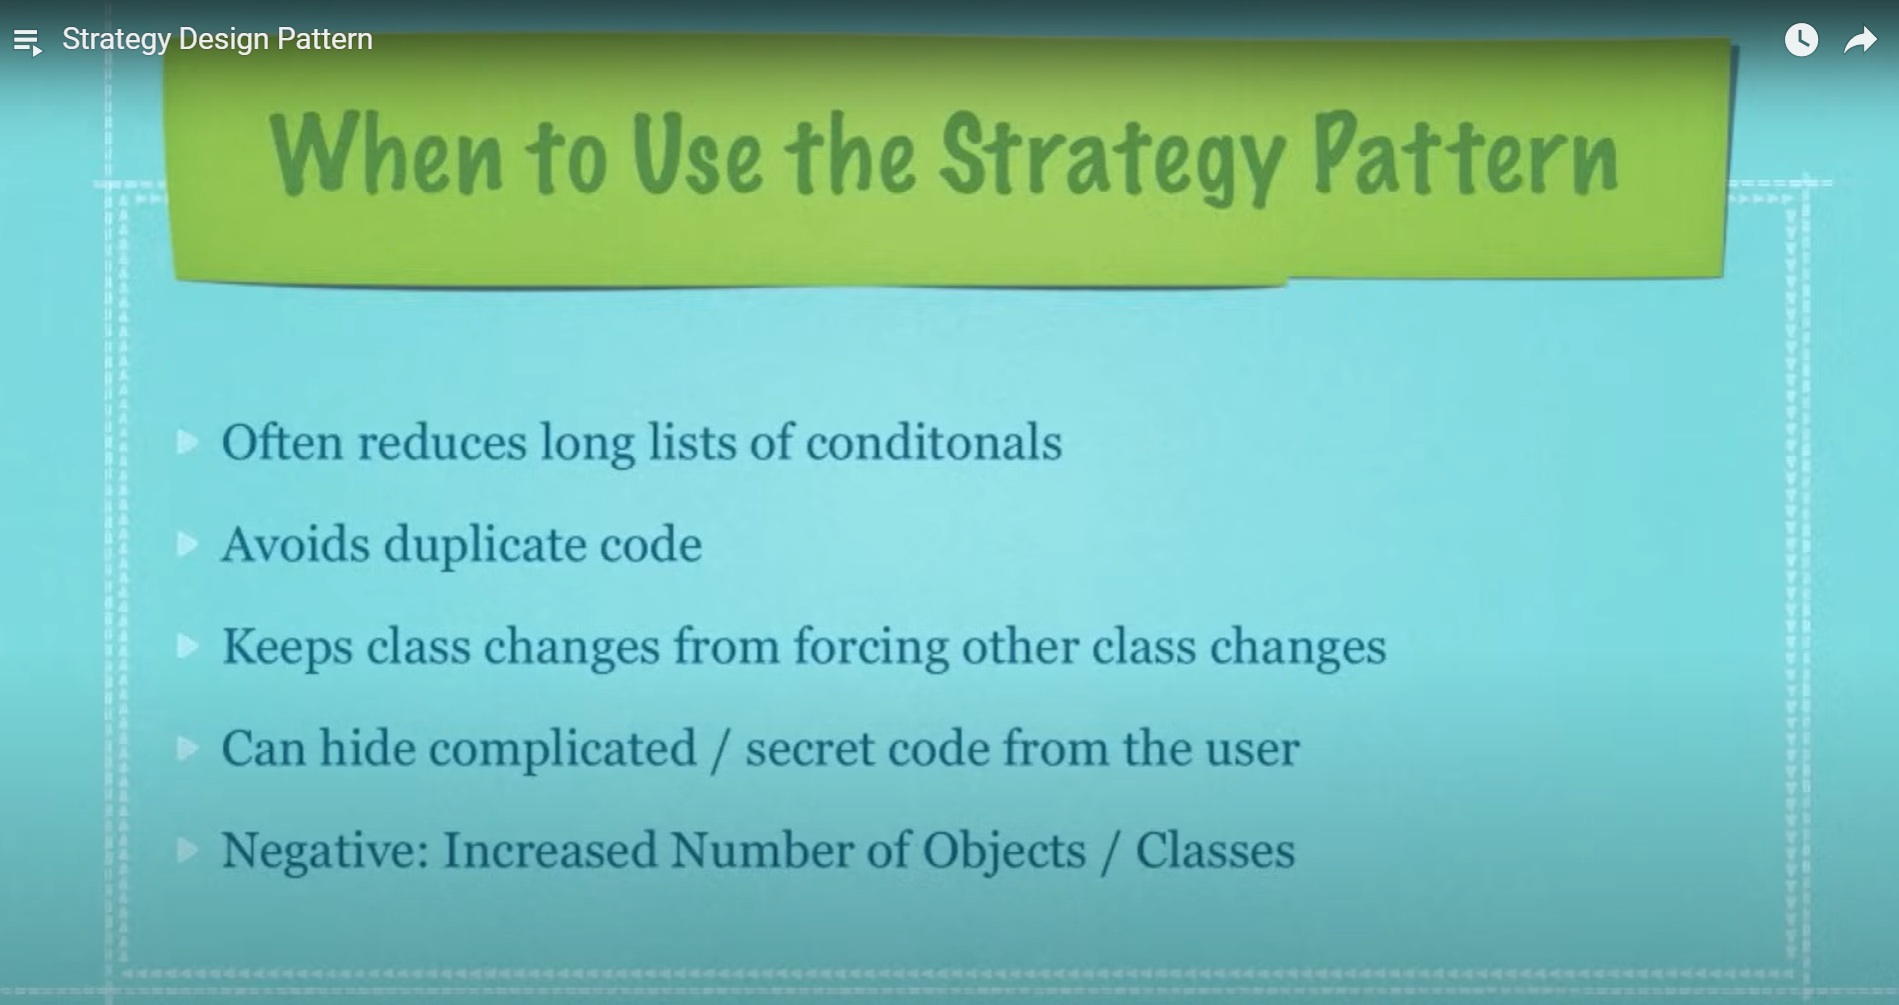 Strategy Design Pattern
When to Use the Strategy Pattern
Often reduces long lists of conditonals
Avoids duplicate code
Keeps class changes from forcing other class changes
Can hide complicated / secret code from the user
Negative: Increased Number of Objects / Classes